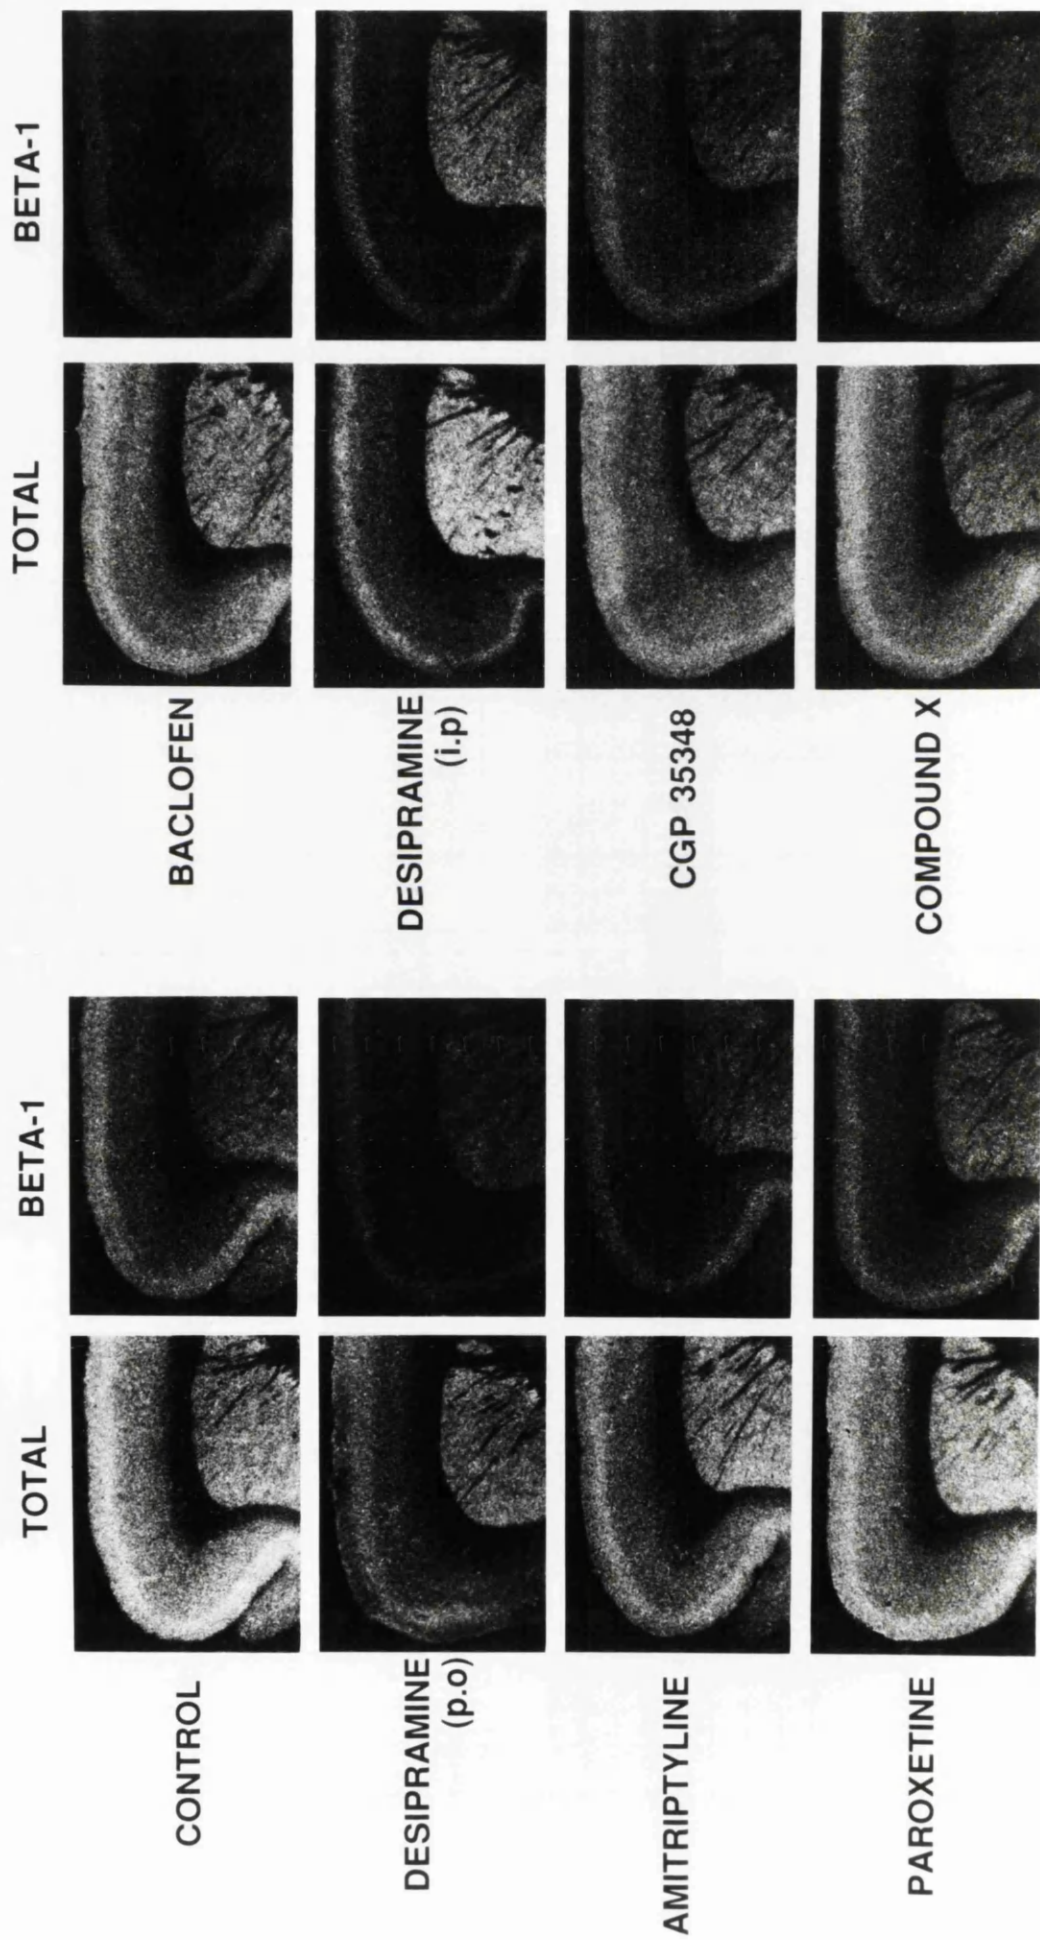 TOTAL BETA-1 TOTAL BETA-1
CONTROL BACLOFEN
DESIPRAMINE DESIPRAMINE
(p.o) (i.p)
AMITRIPTYLINE CGP 35348
PAROXETINE COMPOUND X